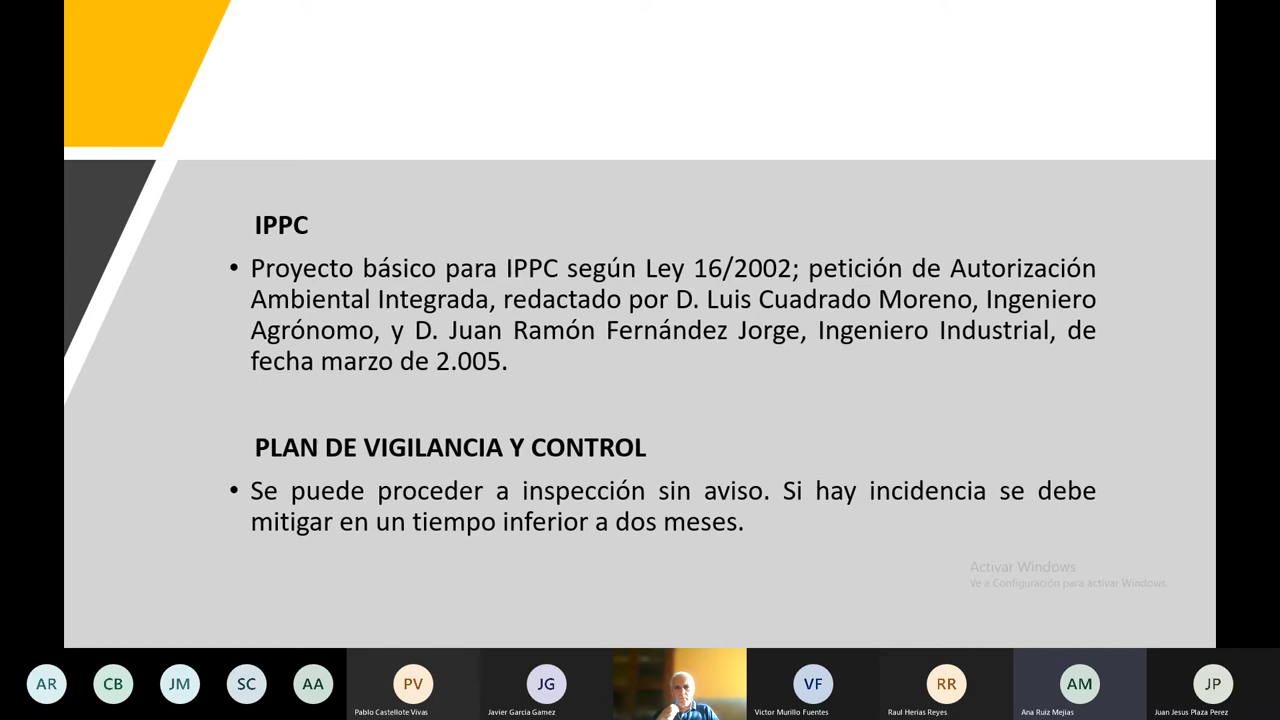 IPPC
• Proyecto básico para IPPC según Ley 16/2002; petición de Autorización
Ambiental Integrada, redactado por D. Luis Cuadrado Moreno, Ingeniero
Agrónomo, y D. Juan Ramón Fernández Jorge, Ingeniero Industrial, de
fecha marzo de 2.005.
PLAN DE VIGILANCIA Y CONTROL
• Se puede proceder a inspección sin aviso. Si hay incidencia se debe
mitigar en un tiempo inferior a dos meses.
Activar Windows
Ve a Configuración para activar Windows.
AR CB JM SC AA PV JG VF RR AM JP
Pablo Castellote Vivas Javier García Gamez Victor Murillo Fuentes Raul Herias Reyes Ana Ruiz Mejias Juan Jesus Plaza Perez